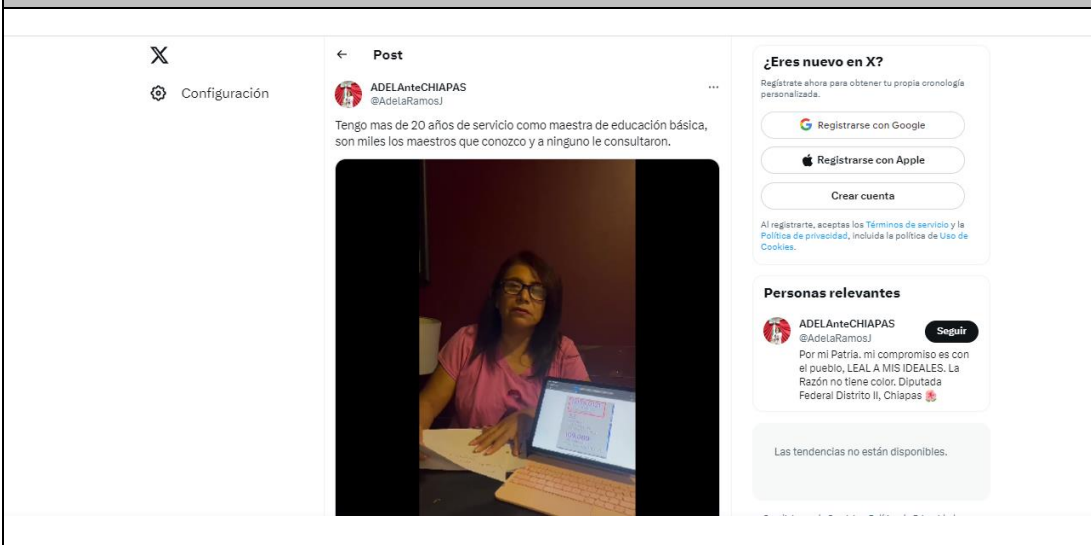 Post
Configuración
ADELAnteCHIAPAS
@AdelaRamosJ
Tengo mas de 20 años de servicio como maestra de educación básica,
son miles los maestros que conozco y a ninguno le consultaron.
¿Eres nuevo en X?
Regístrate ahora para obtener tu propia cronología
personalizada.
Registrarse con Google
Registrarse con Apple
Crear cuenta
Al registrarte, aceptas los Términos de servicio y la
Política de privacidad, incluida la política de Uso de
Cookies.
Personas relevantes
ADELAnteCHIAPAS
@AdelaRamosJ
Seguir
Por mi Patria. mi compromiso es con
el pueblo, LEAL A MIS IDEALES. La
Razón no tiene color. Diputada
Federal Distrito II, Chiapas
Las tendencias no están disponibles.